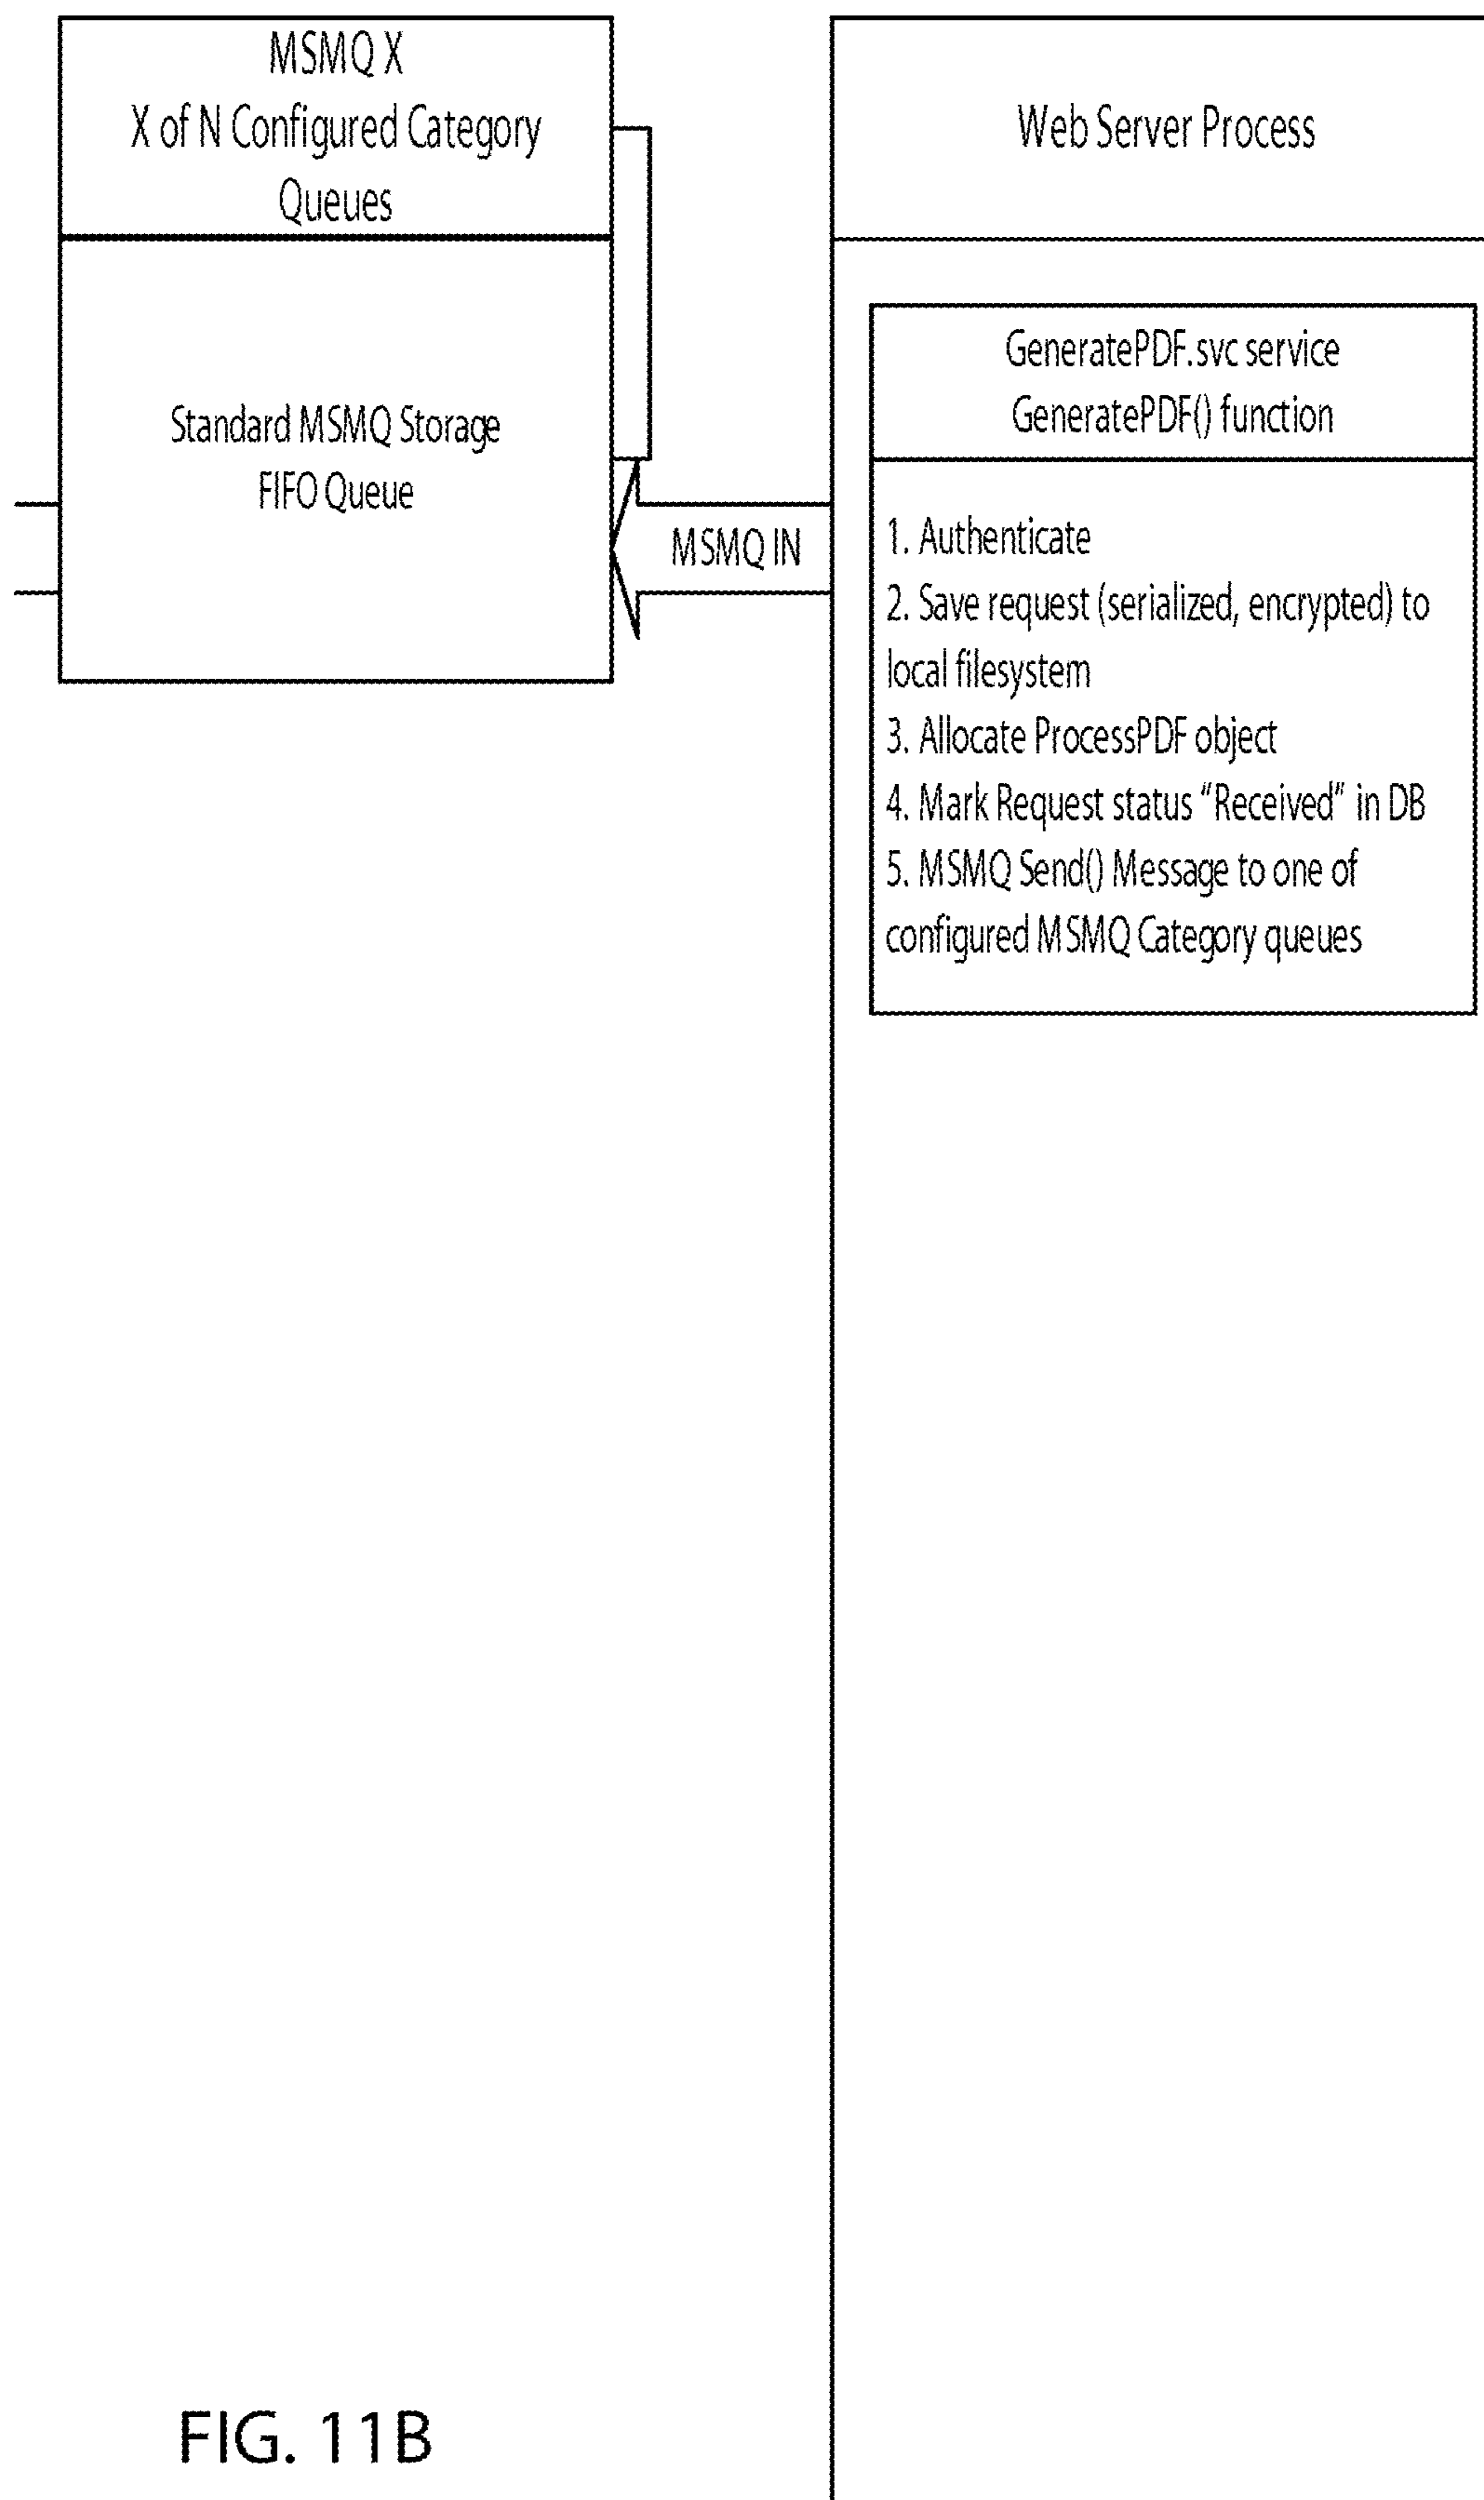 MSMQ X
X of N Configured Category
Queues
Standard MSMQ Storage
FIFO Queue
MSMQ IN
Web Server Process
GeneratePDF.svc service
GeneratePDF() function
1. Authenticate
2. Save request (serialized, encrypted) to
local filesystem
3. Allocate ProcessPDF object
4. Mark Request status “Received” in DB
5. MSMQ Send() Message to one of
configured MSMQ Category queues
FIG. 11B